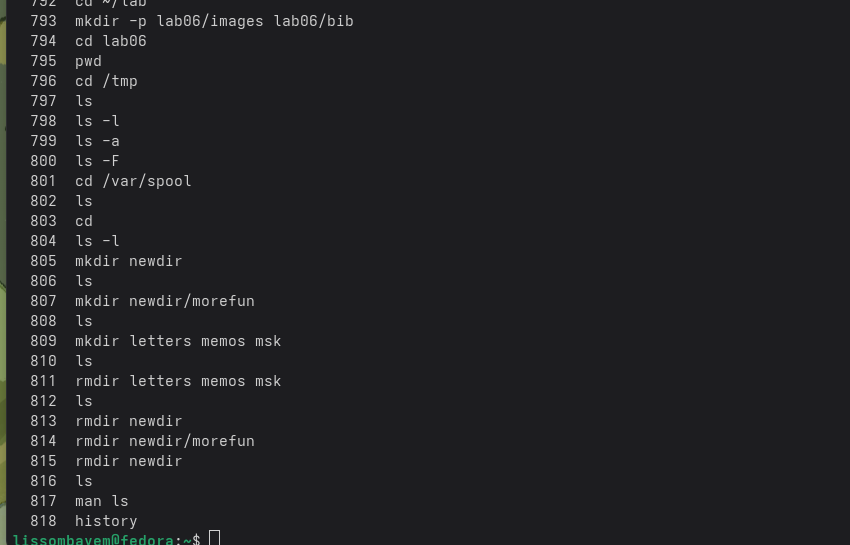 792  cd ~/lab
793  mkdir -p lab06/images lab06/bib
794  cd lab06
795  pwd
796  cd /tmp
797  ls
798  ls -l
799  ls -a
800  ls -F
801  cd /var/spool
802  ls
803  cd
804  ls -l
805  mkdir newdir
806  ls
807  mkdir newdir/morefun
808  ls
809  mkdir letters memos msk
810  ls
811  rmdir letters memos msk
812  ls
813  rmdir newdir
814  rmdir newdir/morefun
815  rmdir newdir
816  ls
817  man ls
818  history
lissombayem@fedora:~$